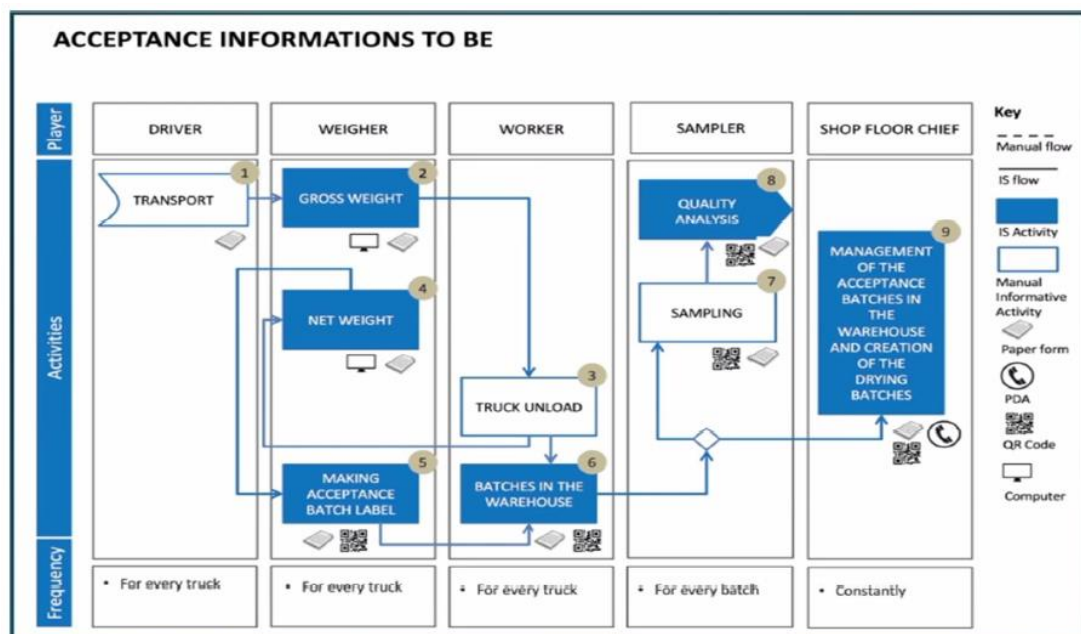 ACCEPTANCE INFORMATIONS TO BE
Player
DRIVER
WEIGHER
WORKER
SAMPLER
SHOP FLOOR CHIEF
Activities
1
TRANSPORT
2
GROSS WEIGHT
4
NET WEIGHT
5
MAKING
ACCEPTANCE
BATCH LABEL
3
TRUCK UNLOAD
6
BATCHES IN THE
WAREHOUSE
8
QUALITY
ANALYSIS
7
SAMPLING
9
MANAGEMENT
OF THE
ACCEPTANCE
BATCHES IN
THE
WAREHOUSE
AND CREATION
OF THE
DRYING
BATCHES
Frequency
• For every truck
• For every truck
• For every truck
• For every batch
• Constantly
Key
Manual flow
IS flow
IS Activity
Manual
Informative
Activity
Paper form
PDA
QR Code
Computer